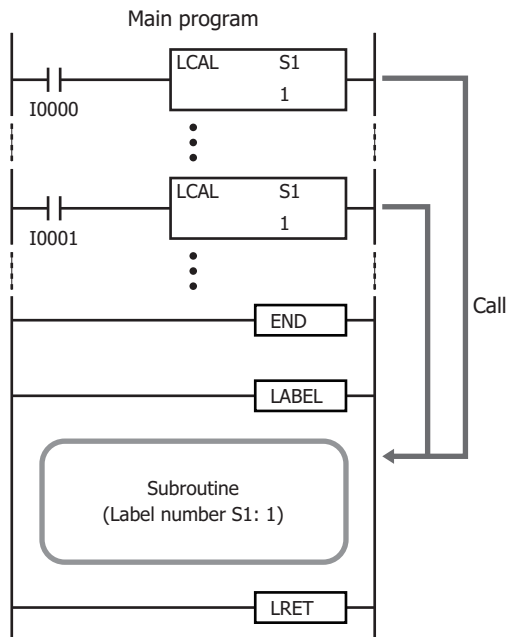 Main program
LCAL S1
1
I0000
LCAL S1
1
I0001
Call
END
LABEL
Subroutine
(Label number S1: 1)
LRET